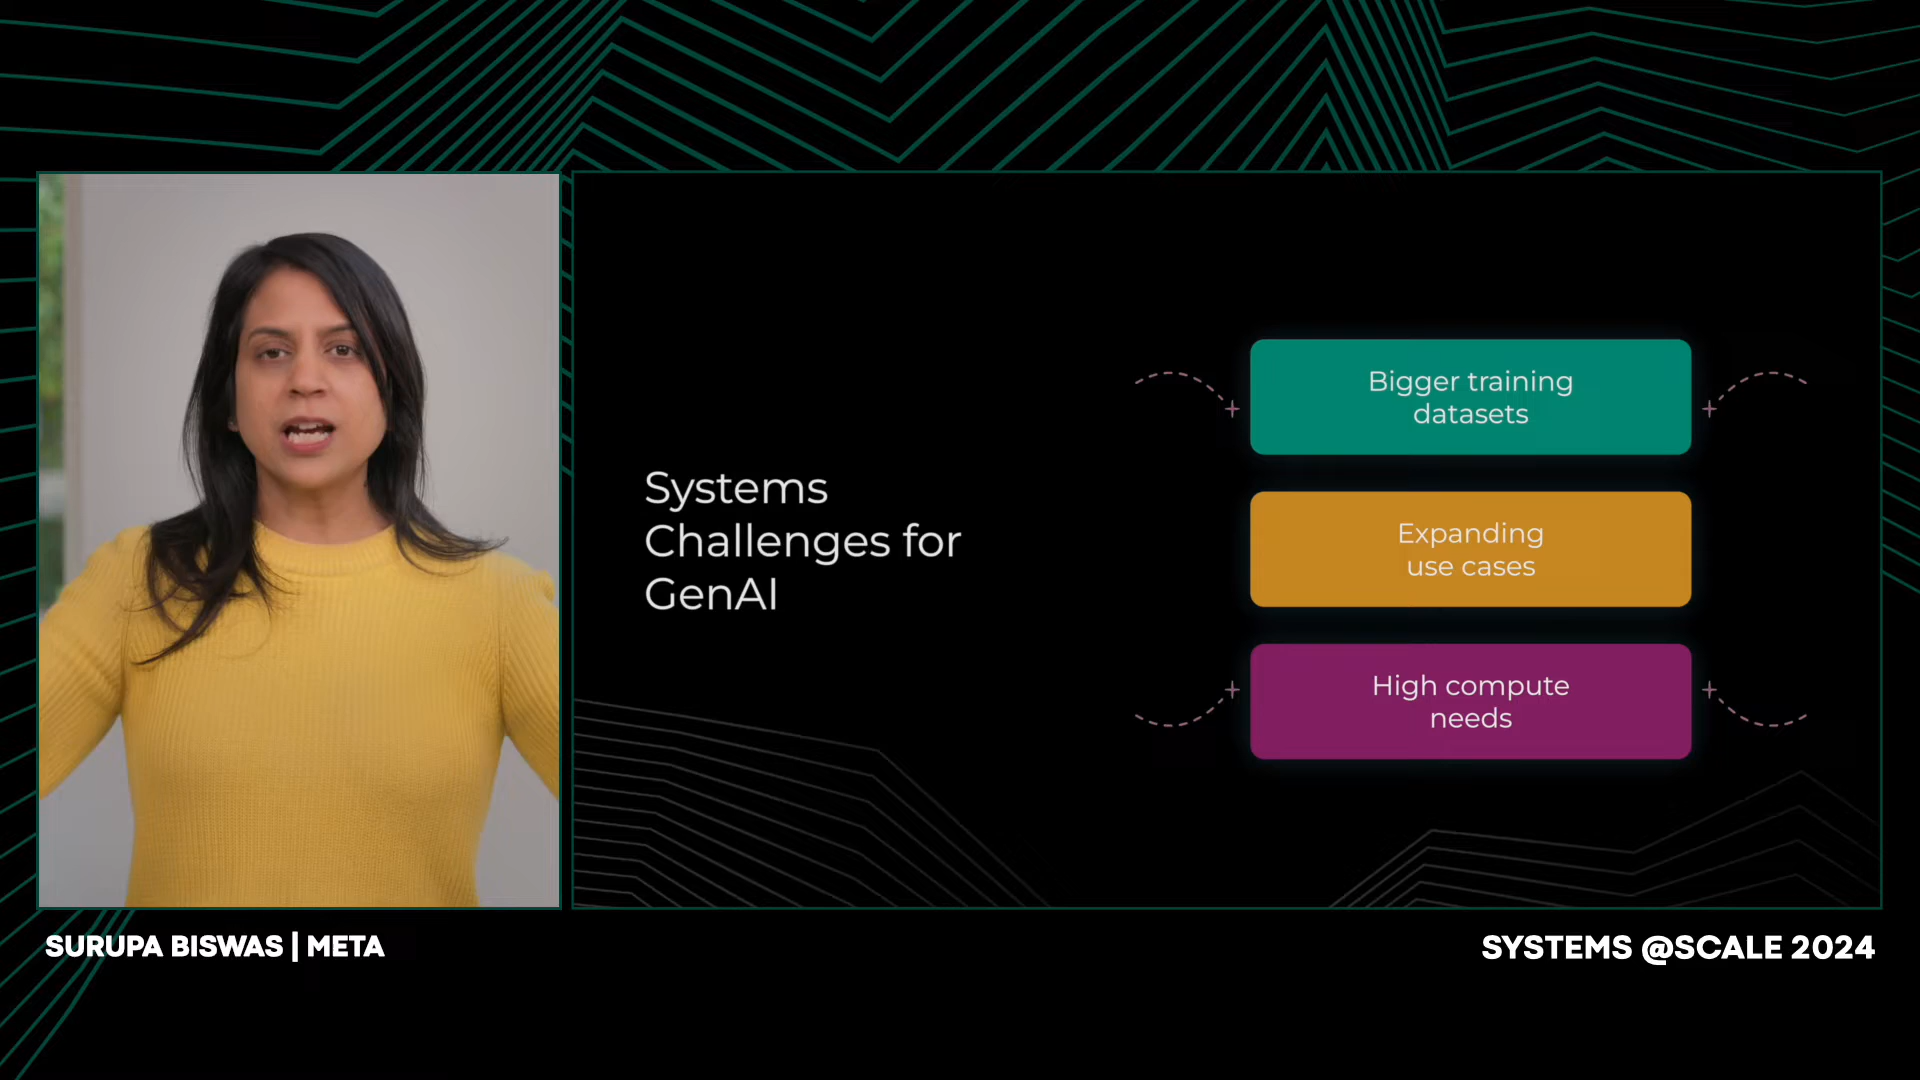 Systems
Challenges for
GenAI
Bigger training
datasets
Expanding
use cases
High compute
needs
SURUPA BISWAS | META
SYSTEMS @SCALE 2024